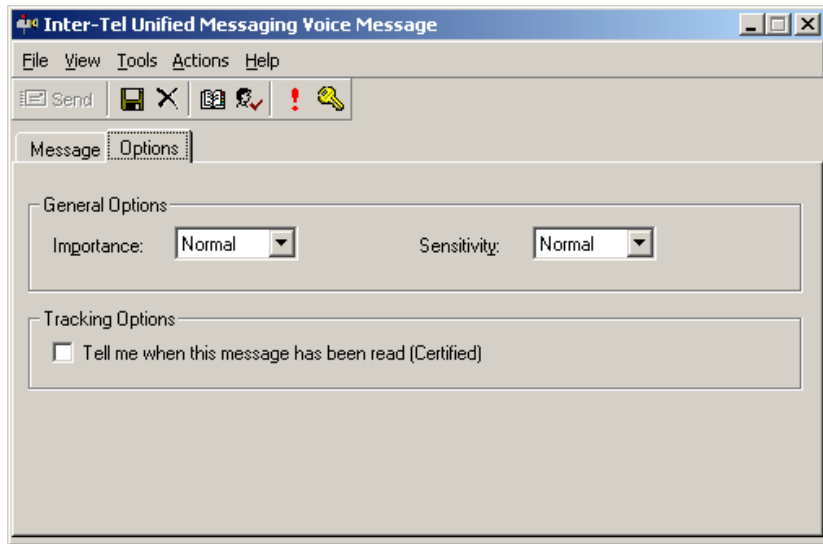 Inter-Tel Unified Messaging Voice Message
File View Tools Actions Help
Send
Message Options
General Options
Importance: Normal Sensitivity: Normal
Tracking Options
Tell me when this message has been read (Certified)